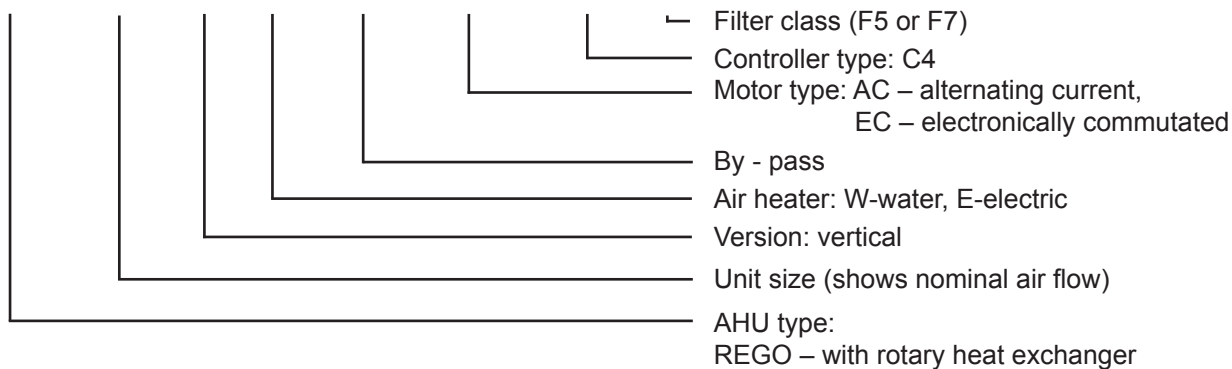 Filter class (F5 or F7)
Controller type: C4
Motor type: AC – alternating current,
EC – electronically commutated
By - pass
Air heater: W-water, E-electric
Version: vertical
Unit size (shows nominal air flow)
AHU type:
REGO – with rotary heat exchanger